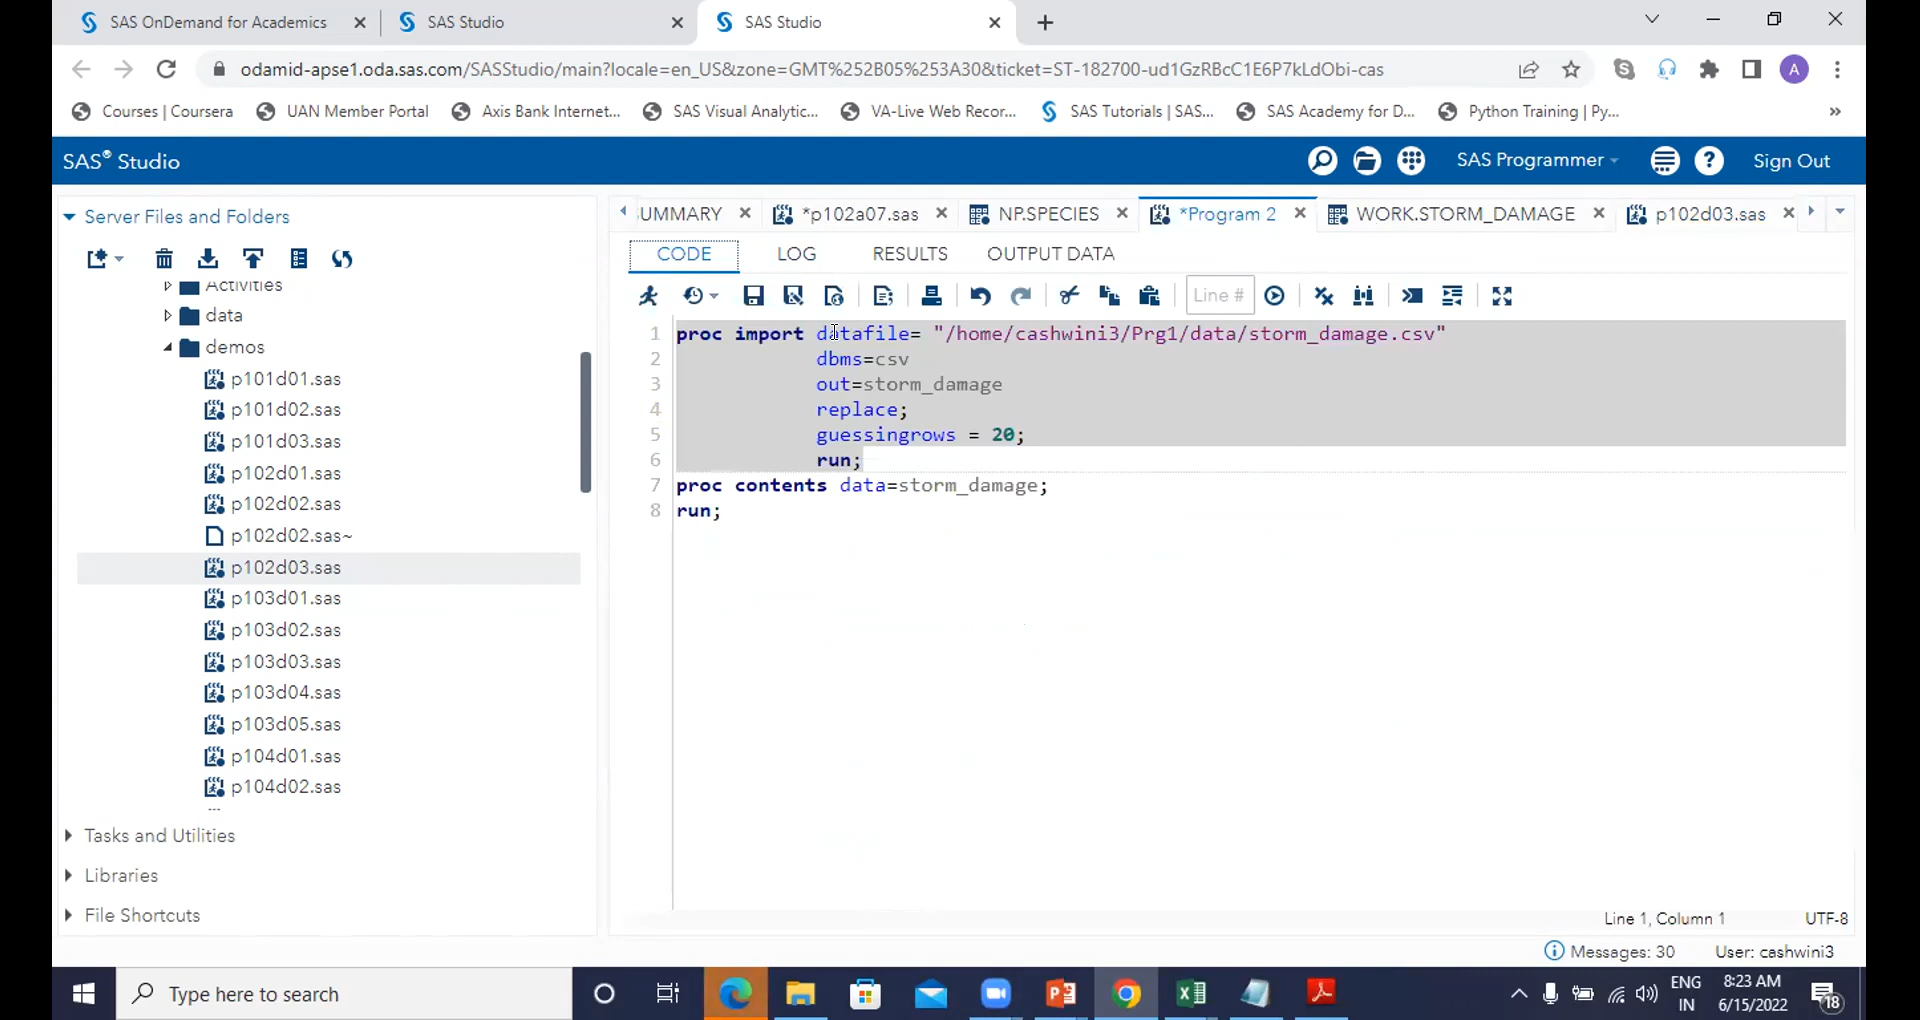 SAS OnDemand for Academics
SAS Studio
SAS Studio
odamid-apse1.oda.sas.com/SASStudio/main?locale=en_US&zone=GMT%252B05%253A30&ticket=ST-182700-ud1GzRBcC1E6P7kLdObi-cas
A
Courses | Coursera
UAN Member Portal
Axis Bank Internet...
SAS Visual Analytic...
VA-Live Web Recor...
SAS Tutorials | SAS...
SAS Academy for D...
Python Training | Py...
SAS® Studio
SAS Programmer
Sign Out
Server Files and Folders
Activities
data
demos
p101d01.sas
p101d02.sas
p101d03.sas
p102d01.sas
p102d02.sas
p102d02.sas~
p102d03.sas
p103d01.sas
p103d02.sas
p103d03.sas
p103d04.sas
p103d05.sas
p104d01.sas
p104d02.sas
Tasks and Utilities
Libraries
File Shortcuts
SUMMARY
*p102a07.sas
NP.SPECIES
*Program 2
WORK.STORM_DAMAGE
p102d03.sas
CODE
LOG
RESULTS
OUTPUT DATA
Line #
1 proc import datafile= "/home/cashwini3/Prg1/data/storm_damage.csv"
2 dbms=csv
3 out=storm_damage
4 replace;
5 guessingrows = 20;
6 run;
7 proc contents data=storm_damage;
8 run;
Line 1, Column 1
UTF-8
Messages: 30
User: cashwini3
Type here to search
ENG
IN
8:23 AM
6/15/2022
18